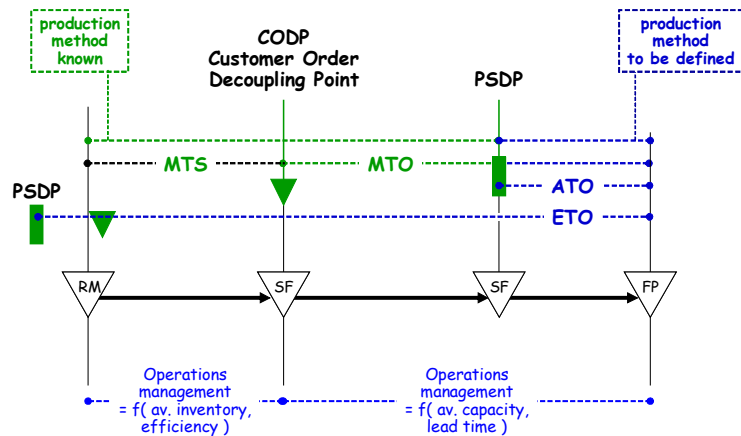 production
method
known
CODP
Customer Order
Decoupling Point
PSDP
production
method
to be defined
MTS
MTO
ATO
PSDP
ETO
RM
SF
SF
FP
Operations
management
= f( av. inventory,
efficiency )
Operations
management
= f( av. capacity,
lead time )